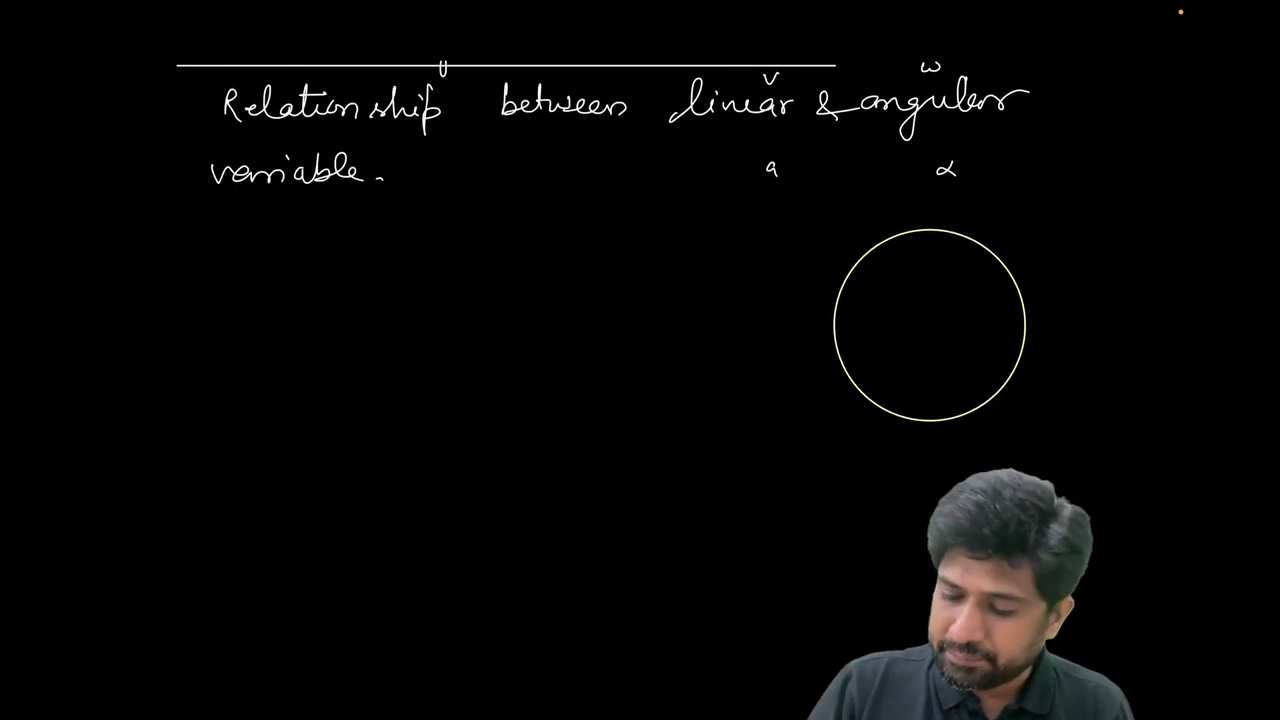 v ω
Relationship between linear & angular
variable. a α